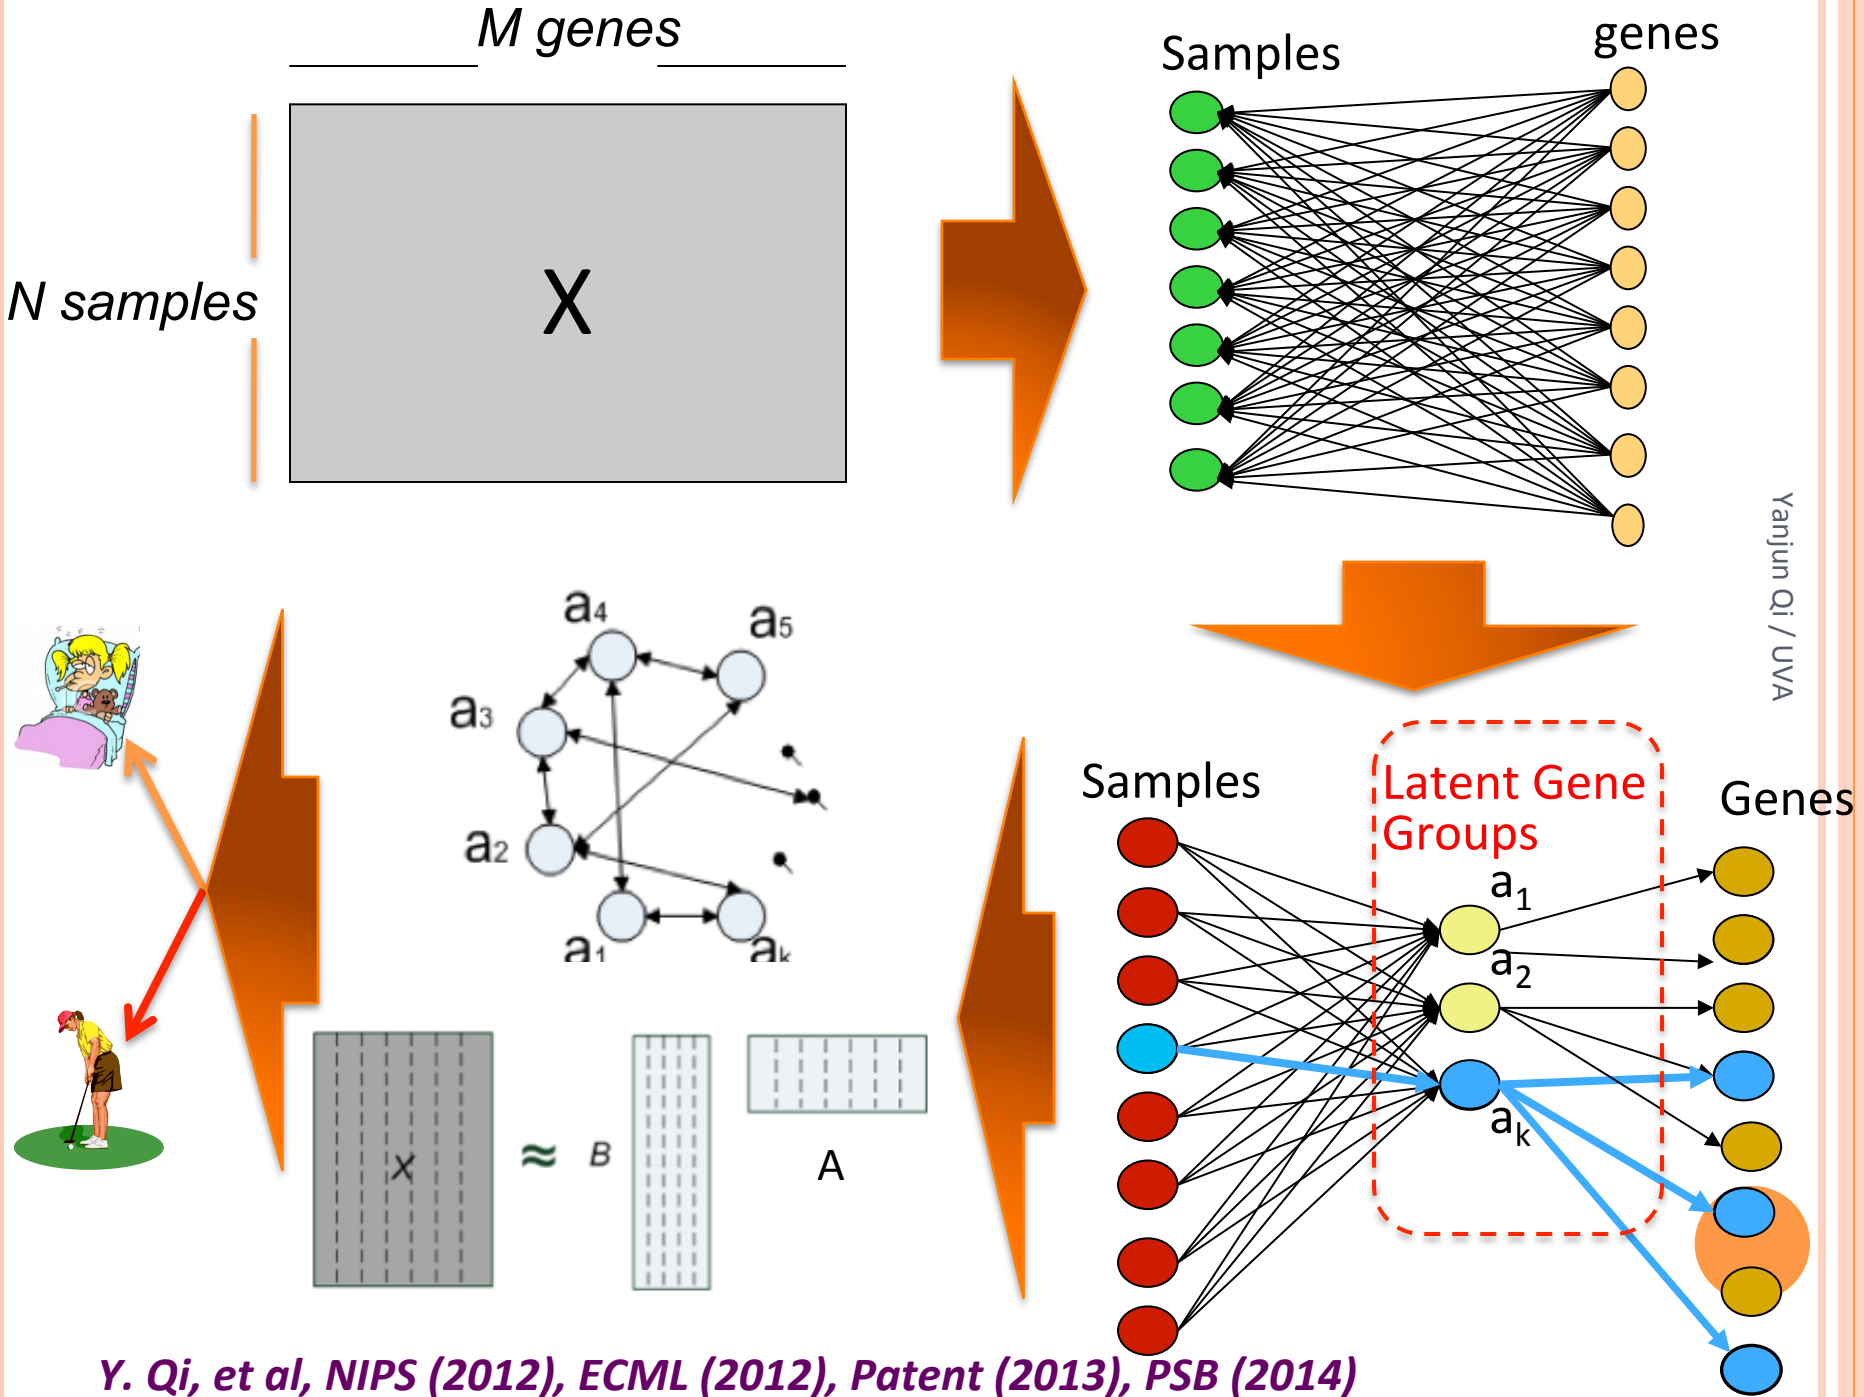 M genes
N samples
X
Samples
genes
Yanjun Qi / UVA
a4
a5
a3
a2
a1
ak
X ≈ B
A
Samples
Latent Gene
Groups
Genes
a1
a2
ak
Y. Qi, et al, NIPS (2012), ECML (2012), Patent (2013), PSB (2014)